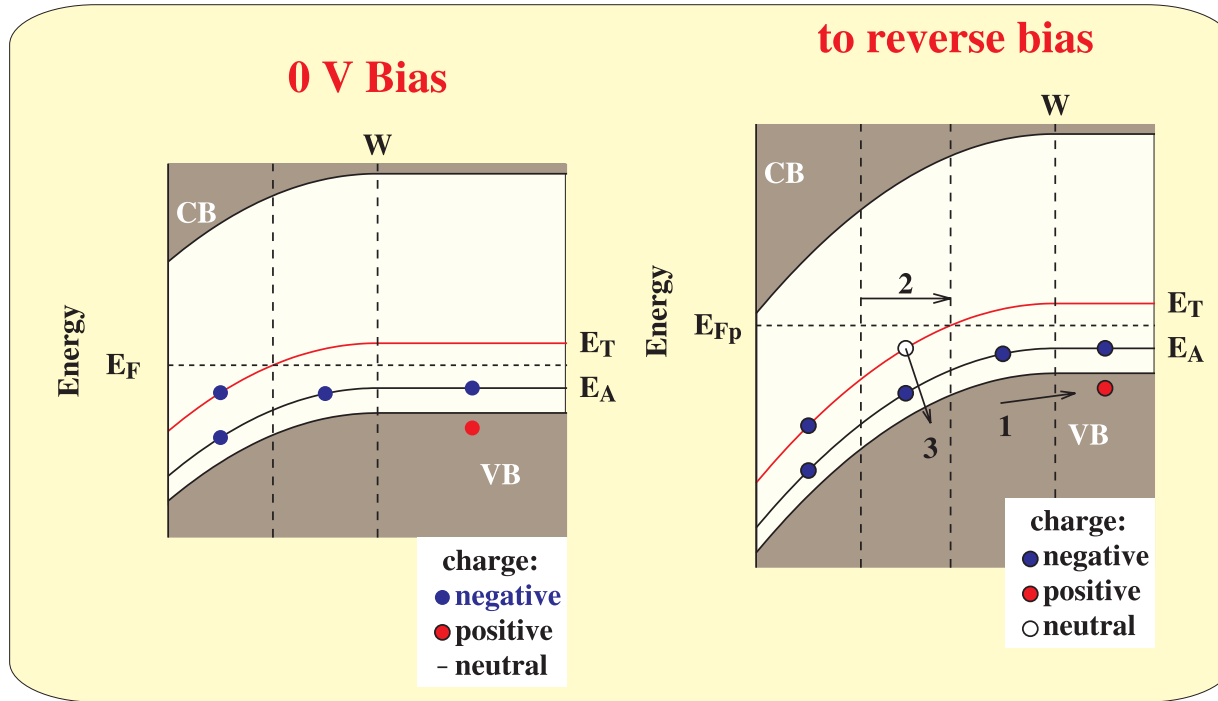 0 V Bias
W
CB
Energy
E_F
E_T
E_A
VB
charge:
negative
positive
– neutral
to reverse bias
W
CB
2
Energy
E_Fp
E_T
E_A
1
3
VB
charge:
negative
positive
neutral